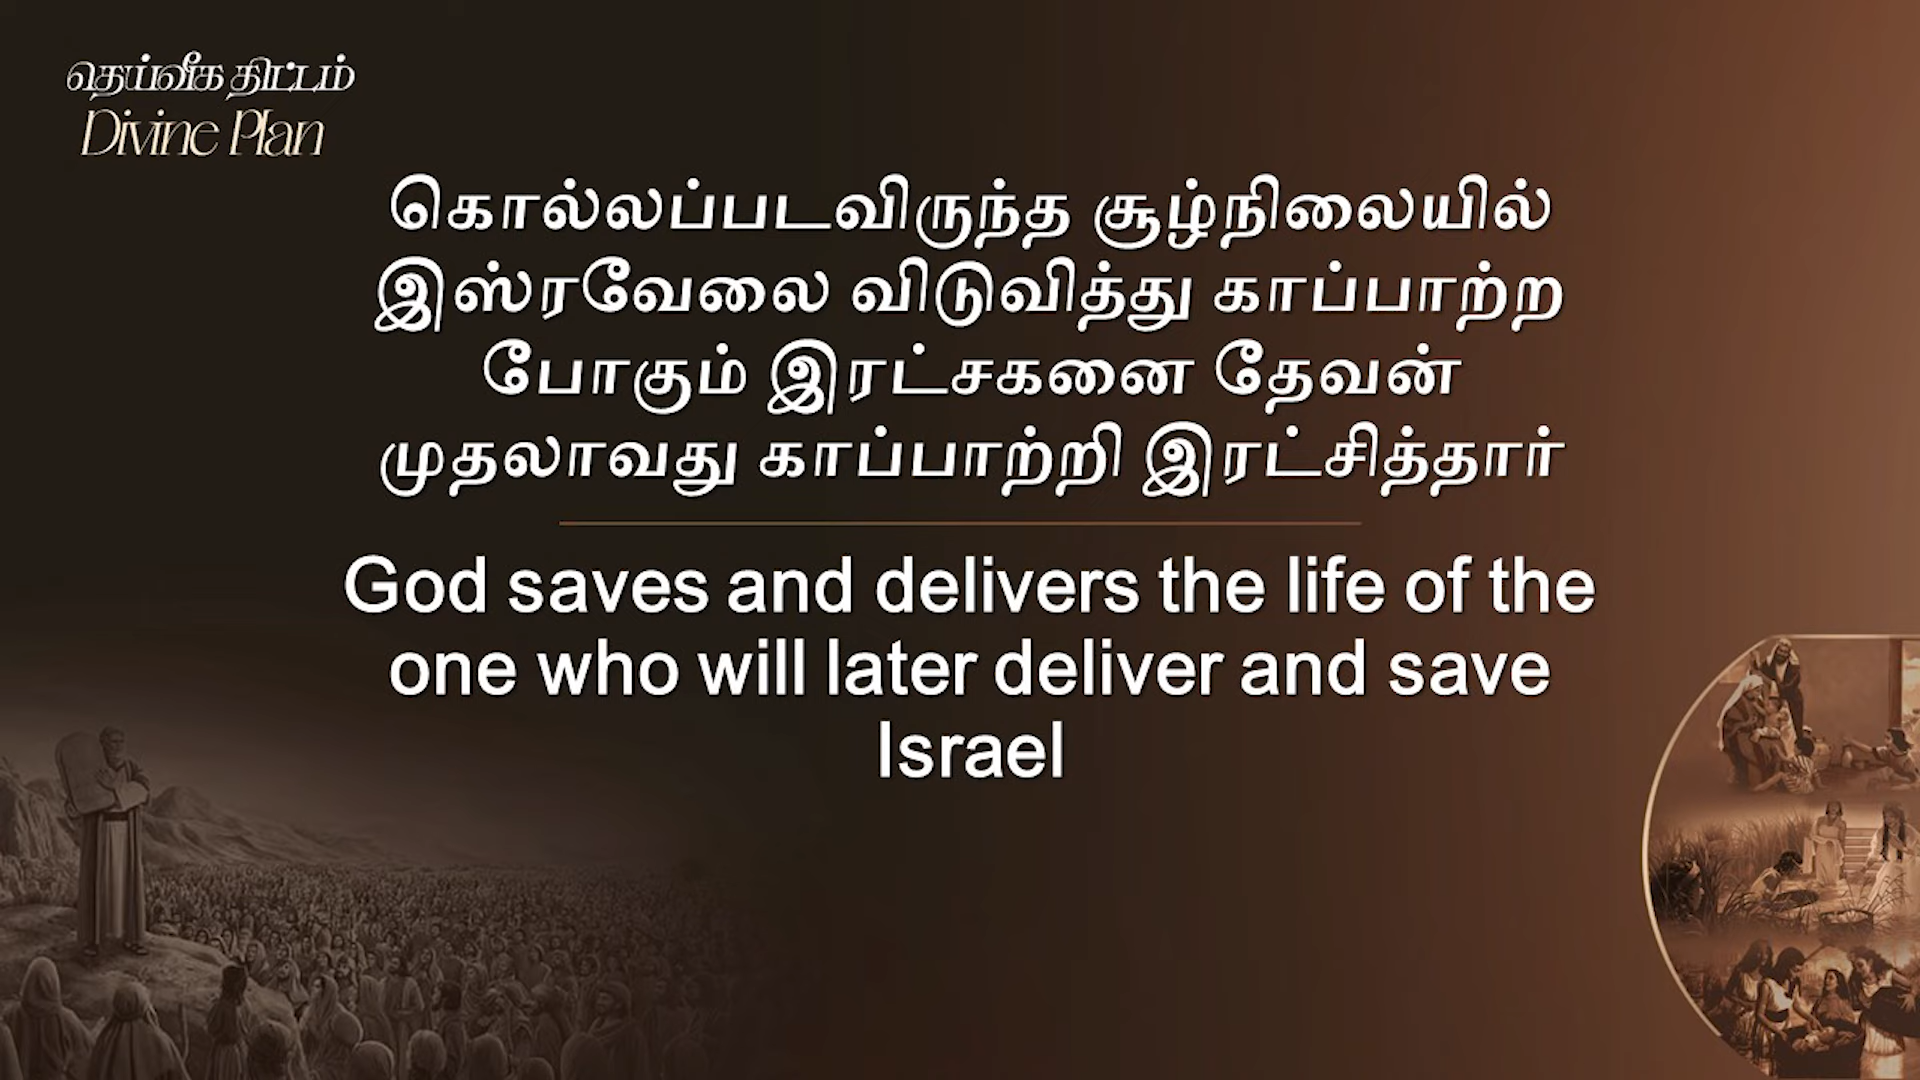 தெய்வீக திட்டம்
Divine Plan
கொல்லப்படவிருந்த சூழ்நிலையில்
இஸ்ரவேலை விடுவித்து காப்பாற்ற
போகும் இரட்சகனை தேவன்
முதலாவது காப்பாற்றி இரட்சித்தார்
God saves and delivers the life of the
one who will later deliver and save
Israel